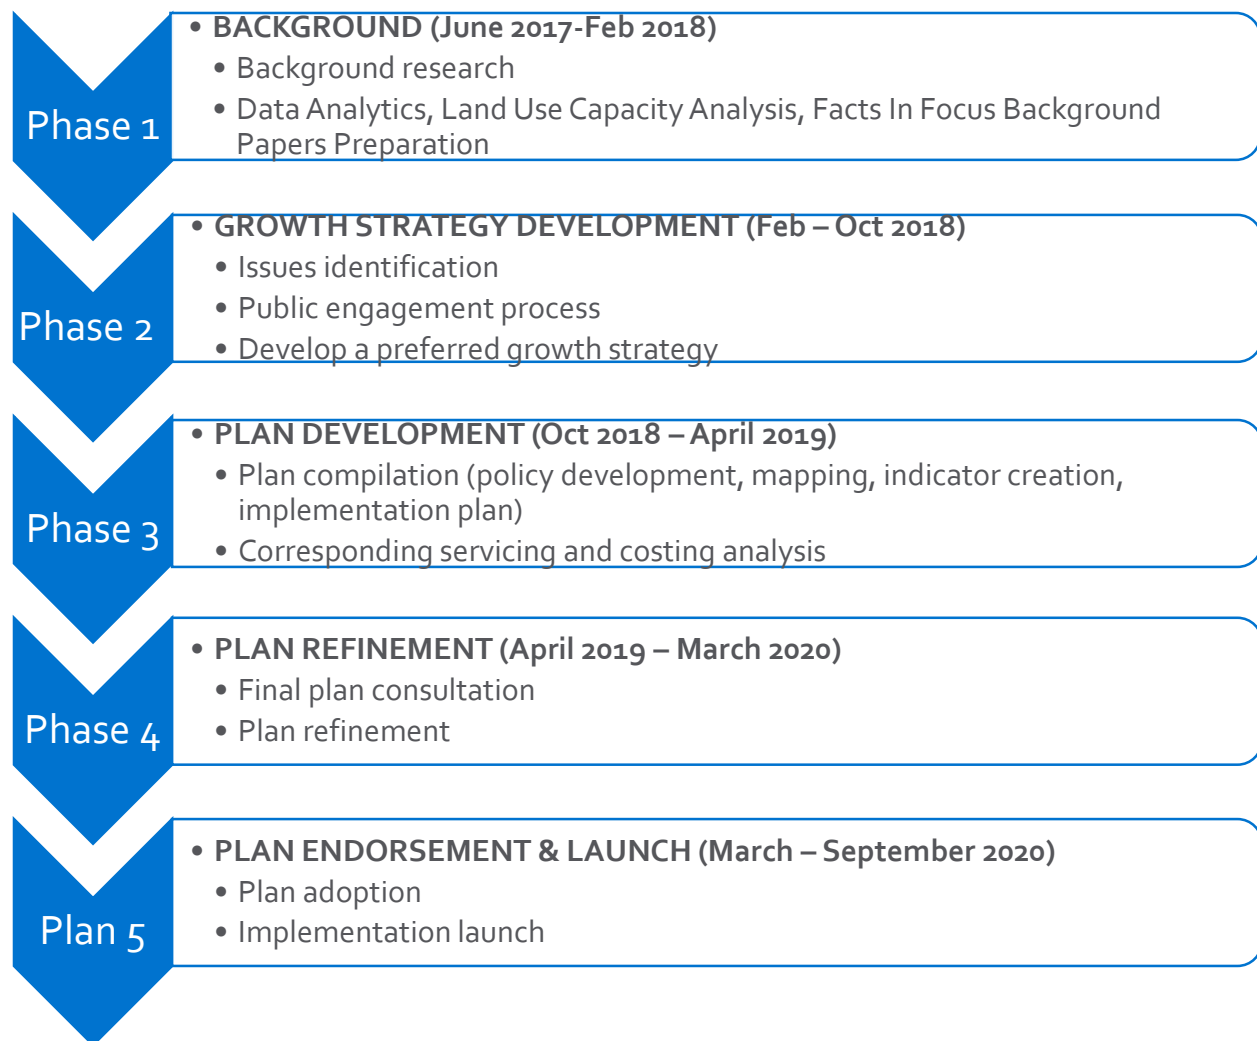 Phase 1
• BACKGROUND (June 2017-Feb 2018)
• Background research
• Data Analytics, Land Use Capacity Analysis, Facts In Focus Background
Papers Preparation
Phase 2
• GROWTH STRATEGY DEVELOPMENT (Feb – Oct 2018)
• Issues identification
• Public engagement process
• Develop a preferred growth strategy
Phase 3
• PLAN DEVELOPMENT (Oct 2018 – April 2019)
• Plan compilation (policy development, mapping, indicator creation,
implementation plan)
• Corresponding servicing and costing analysis
Phase 4
• PLAN REFINEMENT (April 2019 – March 2020)
• Final plan consultation
• Plan refinement
Plan 5
• PLAN ENDORSEMENT & LAUNCH (March – September 2020)
• Plan adoption
• Implementation launch